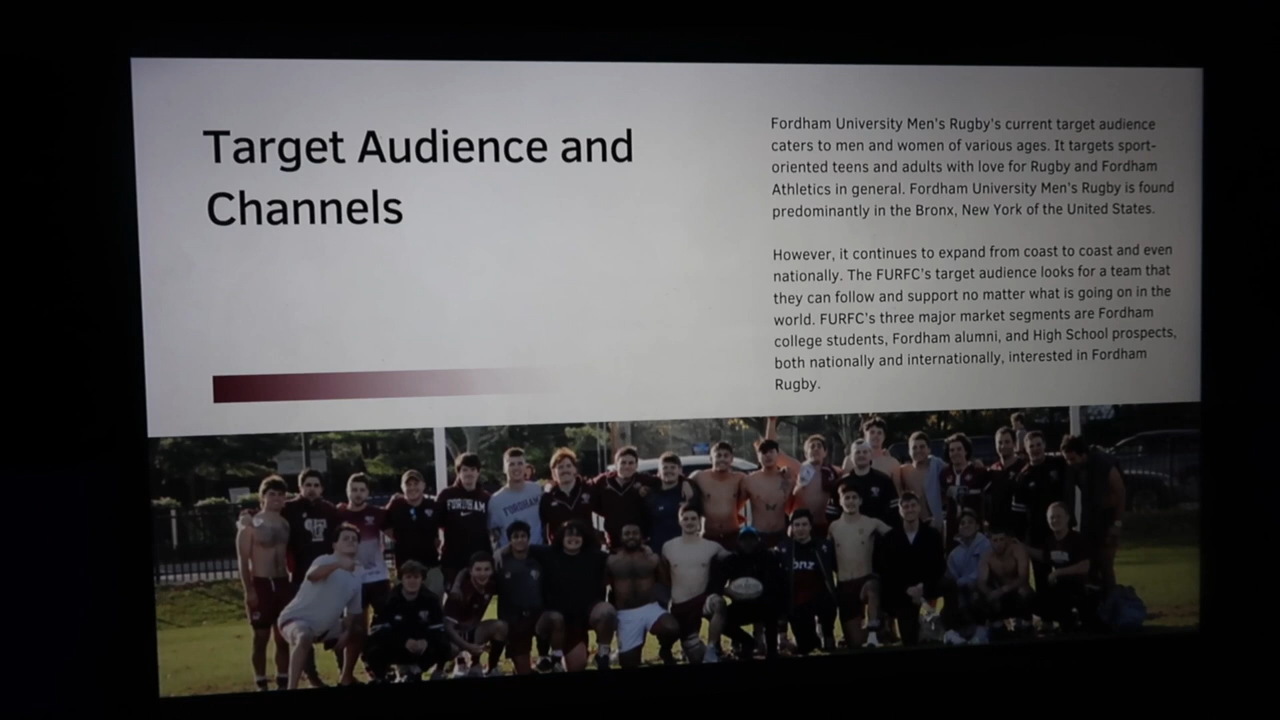 Target Audience and
Channels
Fordham University Men's Rugby's current target audience
caters to men and women of various ages. It targets sport-
oriented teens and adults with love for Rugby and Fordham
Athletics in general. Fordham University Men's Rugby is found
predominantly in the Bronx, New York of the United States.
However, it continues to expand from coast to coast and even
nationally. The FURFC's target audience looks for a team that
they can follow and support no matter what is going on in the
world. FURFC's three major market segments are Fordham
college students, Fordham alumni, and High School prospects,
both nationally and internationally, interested in Fordham
Rugby.
FORDHAM
FORDHAM